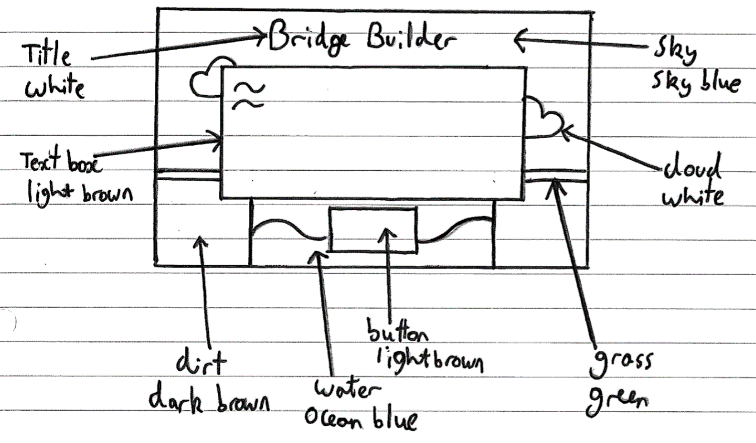 Bridge Builder
Title
white
Sky
Sky blue
Text box
light brown
cloud
white
button
light brown
dirt
dark brown
water
Ocean blue
grass
green